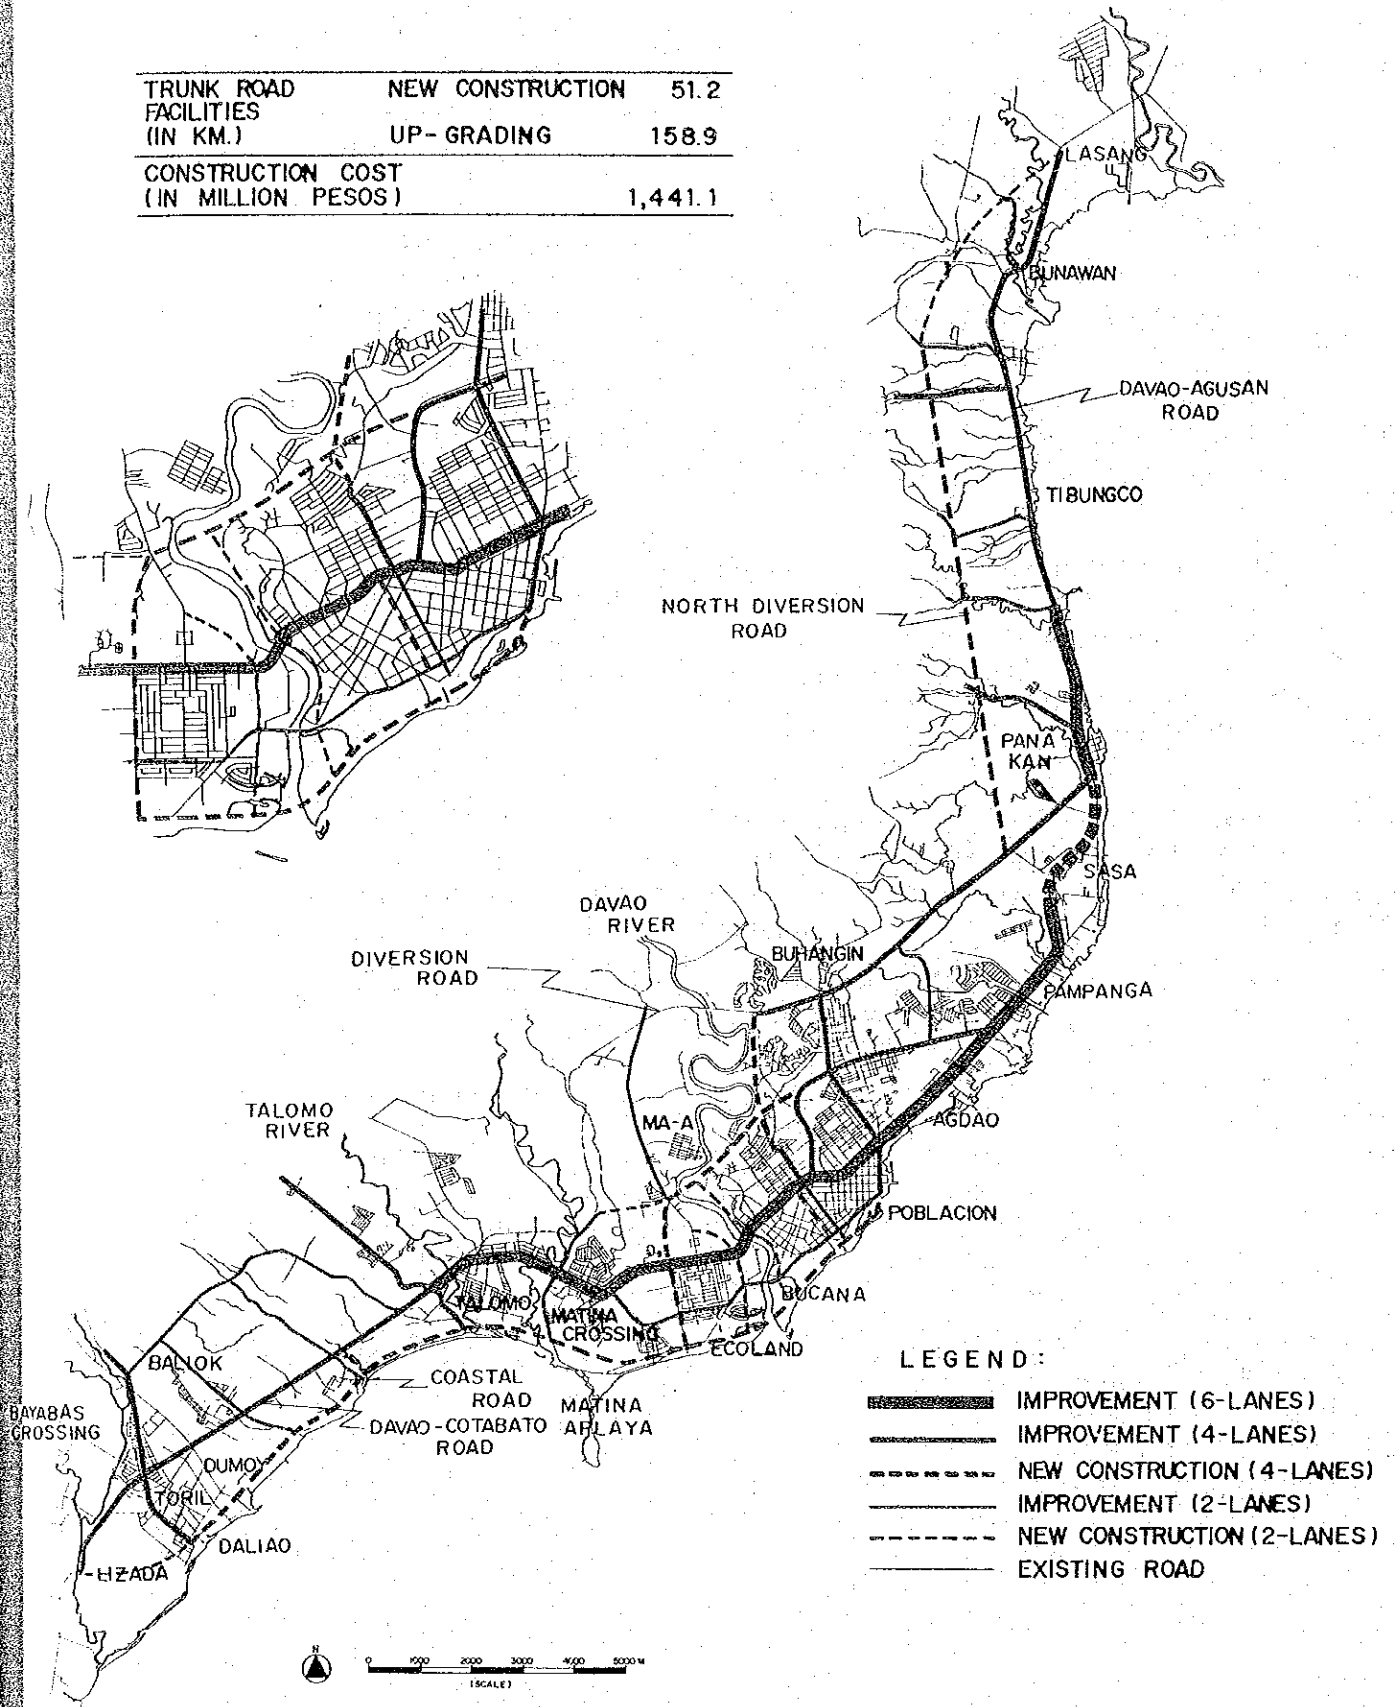 TRUNK ROAD NEW CONSTRUCTION 51.2
FACILITIES
(IN KM.) UP-GRADING 158.9
CONSTRUCTION COST
(IN MILLION PESOS) 1,441.1
LASANG
BUNAWAN
DAVAO-AGUSAN
ROAD
TIBUNGCO
NORTH DIVERSION
ROAD
PANA
KAN
SASA
DAVAO
RIVER
BUHANGIN
DIVERSION
ROAD
PAMPANGA
TALOMO
RIVER
MA-A
AGDAO
POBLACION
BUCANA
TALOMO
MATINA
CROSSING
ECOLAND
BALIOK
COASTAL
ROAD
MATINA
APLAYA
BAYABAS
CROSSING
DAVAO-COTABATO
ROAD
DUMOY
TORIL
DALIAO
LIZADA
LEGEND:
IMPROVEMENT (6-LANES)
IMPROVEMENT (4-LANES)
NEW CONSTRUCTION (4-LANES)
IMPROVEMENT (2-LANES)
NEW CONSTRUCTION (2-LANES)
EXISTING ROAD
N
0 1000 2000 3000 4000 5000 M
(SCALE)